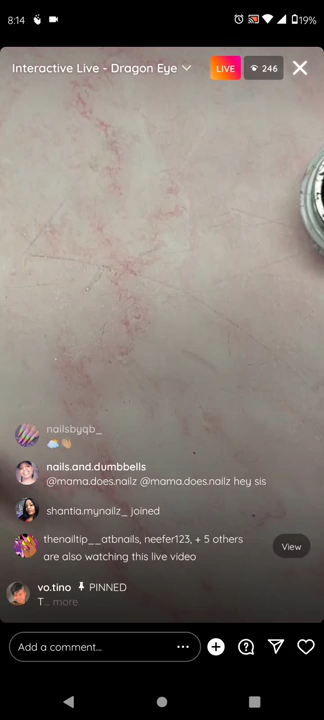 8:14
19%
Interactive Live - Dragon Eye
LIVE
246
nailsbyqb_
nails.and.dumbbells
@mama.does.nailz @mama.does.nailz hey sis
shantia.mynailz_ joined
thenailtip__atbnails, neefer123, + 5 others
are also watching this live video
View
vo.tino PINNED
T... more
Add a comment...